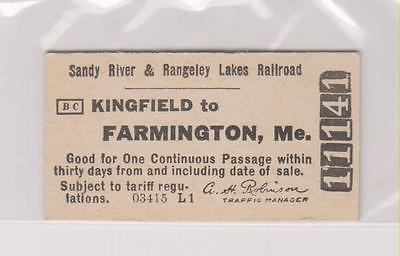 Sandy River & Rangeley Lakes Railroad
BC KINGFIELD to
FARMINGTON, Me.
Good for One Continuous Passage within
thirty days from and including date of sale.
Subject to tariff regu-
lations. 03415 L1
A. H. Robinson
TRAFFIC MANAGER
11141